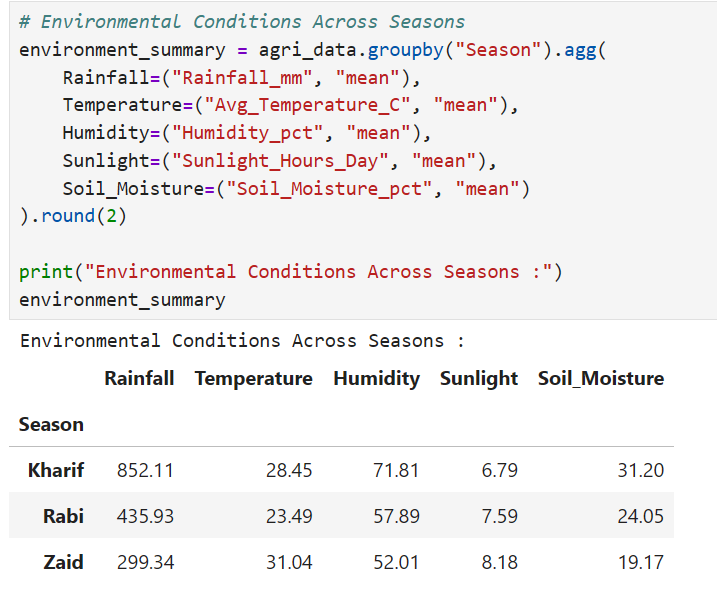 # Environmental Conditions Across Seasons
environment_summary = agri_data.groupby("Season").agg(
    Rainfall=("Rainfall_mm", "mean"),
    Temperature=("Avg_Temperature_C", "mean"),
    Humidity=("Humidity_pct", "mean"),
    Sunlight=("Sunlight_Hours_Day", "mean"),
    Soil_Moisture=("Soil_Moisture_pct", "mean")
).round(2)
print("Environmental Conditions Across Seasons :")
environment_summary
Environmental Conditions Across Seasons :
Rainfall Temperature Humidity Sunlight Soil_Moisture
Season
Kharif 852.11 28.45 71.81 6.79 31.20
Rabi 435.93 23.49 57.89 7.59 24.05
Zaid 299.34 31.04 52.01 8.18 19.17